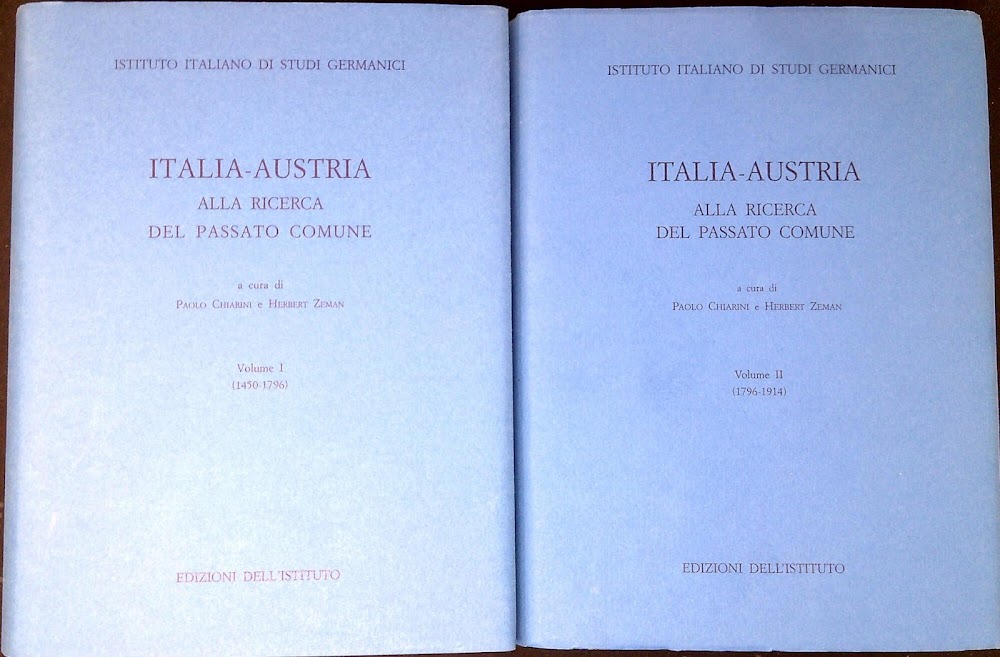 ISTITUTO ITALIANO DI STUDI GERMANICI
ITALIA-AUSTRIA
ALLA RICERCA
DEL PASSATO COMUNE
a cura di
PAOLO CHIARINI e HERBERT ZEMAN
Volume I
(1450-1796)
EDIZIONI DELL'ISTITUTO
ISTITUTO ITALIANO DI STUDI GERMANICI
ITALIA-AUSTRIA
ALLA RICERCA
DEL PASSATO COMUNE
a cura di
PAOLO CHIARINI e HERBERT ZEMAN
Volume II
(1796-1914)
EDIZIONI DELL'ISTITUTO